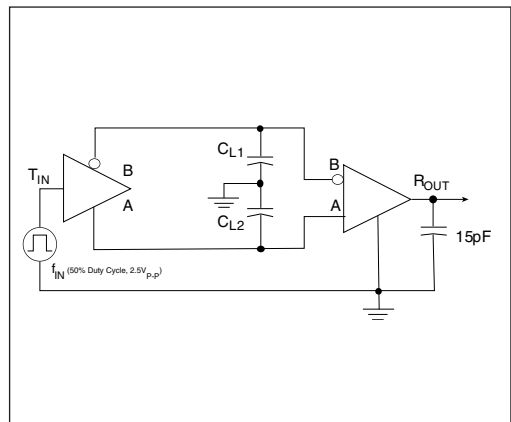 B
C_L1
T_IN
B
B
R_OUT
A
A
C_L2
15pF
f_IN (50% Duty Cycle, 2.5V_P-P)